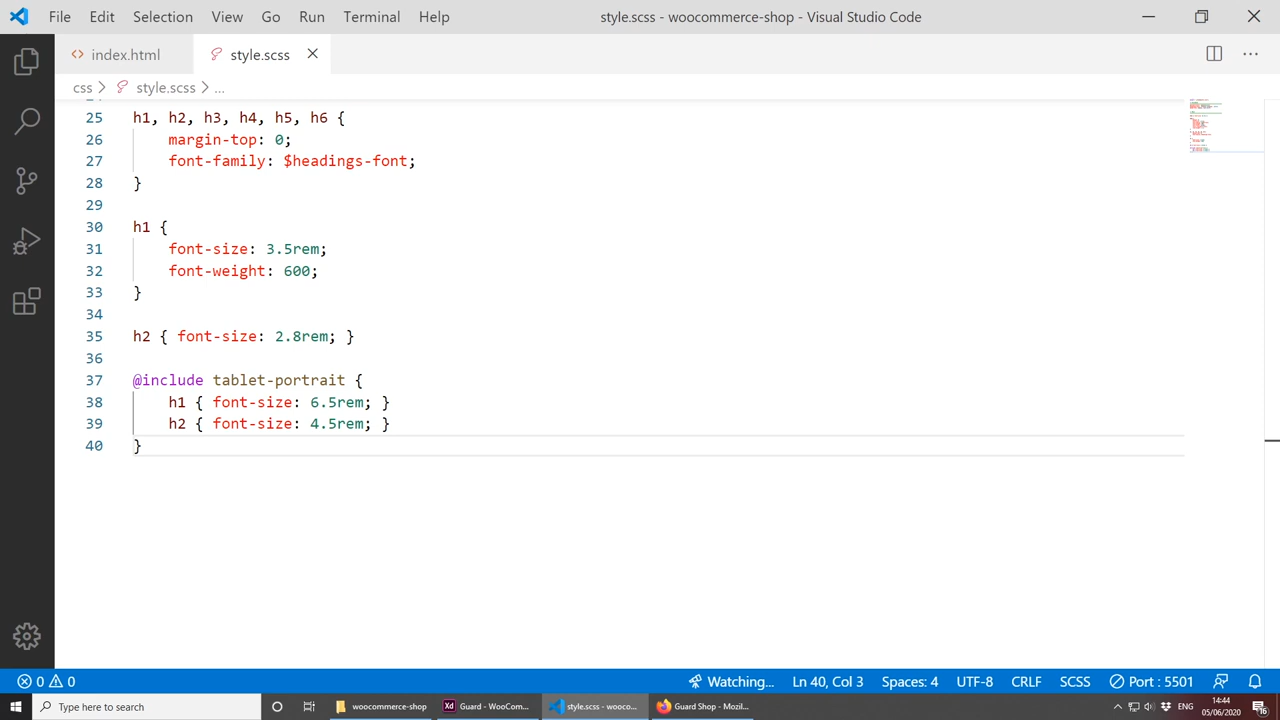 File Edit Selection View Go Run Terminal Help style.scss - woocommerce-shop - Visual Studio Code
<> index.html style.scss
css > style.scss > ...
25 h1, h2, h3, h4, h5, h6 {
26 margin-top: 0;
27 font-family: $headings-font;
28 }
29
30 h1 {
31 font-size: 3.5rem;
32 font-weight: 600;
33 }
34
35 h2 { font-size: 2.8rem; }
36
37 @include tablet-portrait {
38 h1 { font-size: 6.5rem; }
39 h2 { font-size: 4.5rem; }
40 }
0 0 Watching... Ln 40, Col 3 Spaces: 4 UTF-8 CRLF SCSS Port : 5501
Type here to search woocommerce-shop Guard - WooCom... style.scss - wooco... Guard Shop - Mozil... ENG 14:44
05/06/2020 6